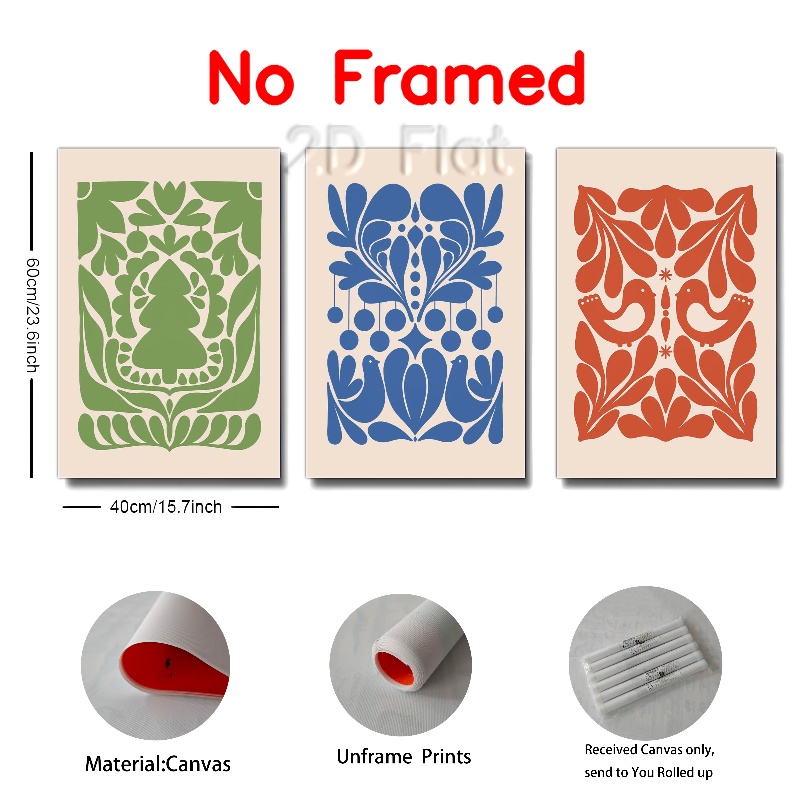 No Framed
2D Flat
60cm/23.6inch
40cm/15.7inch
Material:Canvas
Unframe Prints
Received Canvas only,
send to You Rolled up